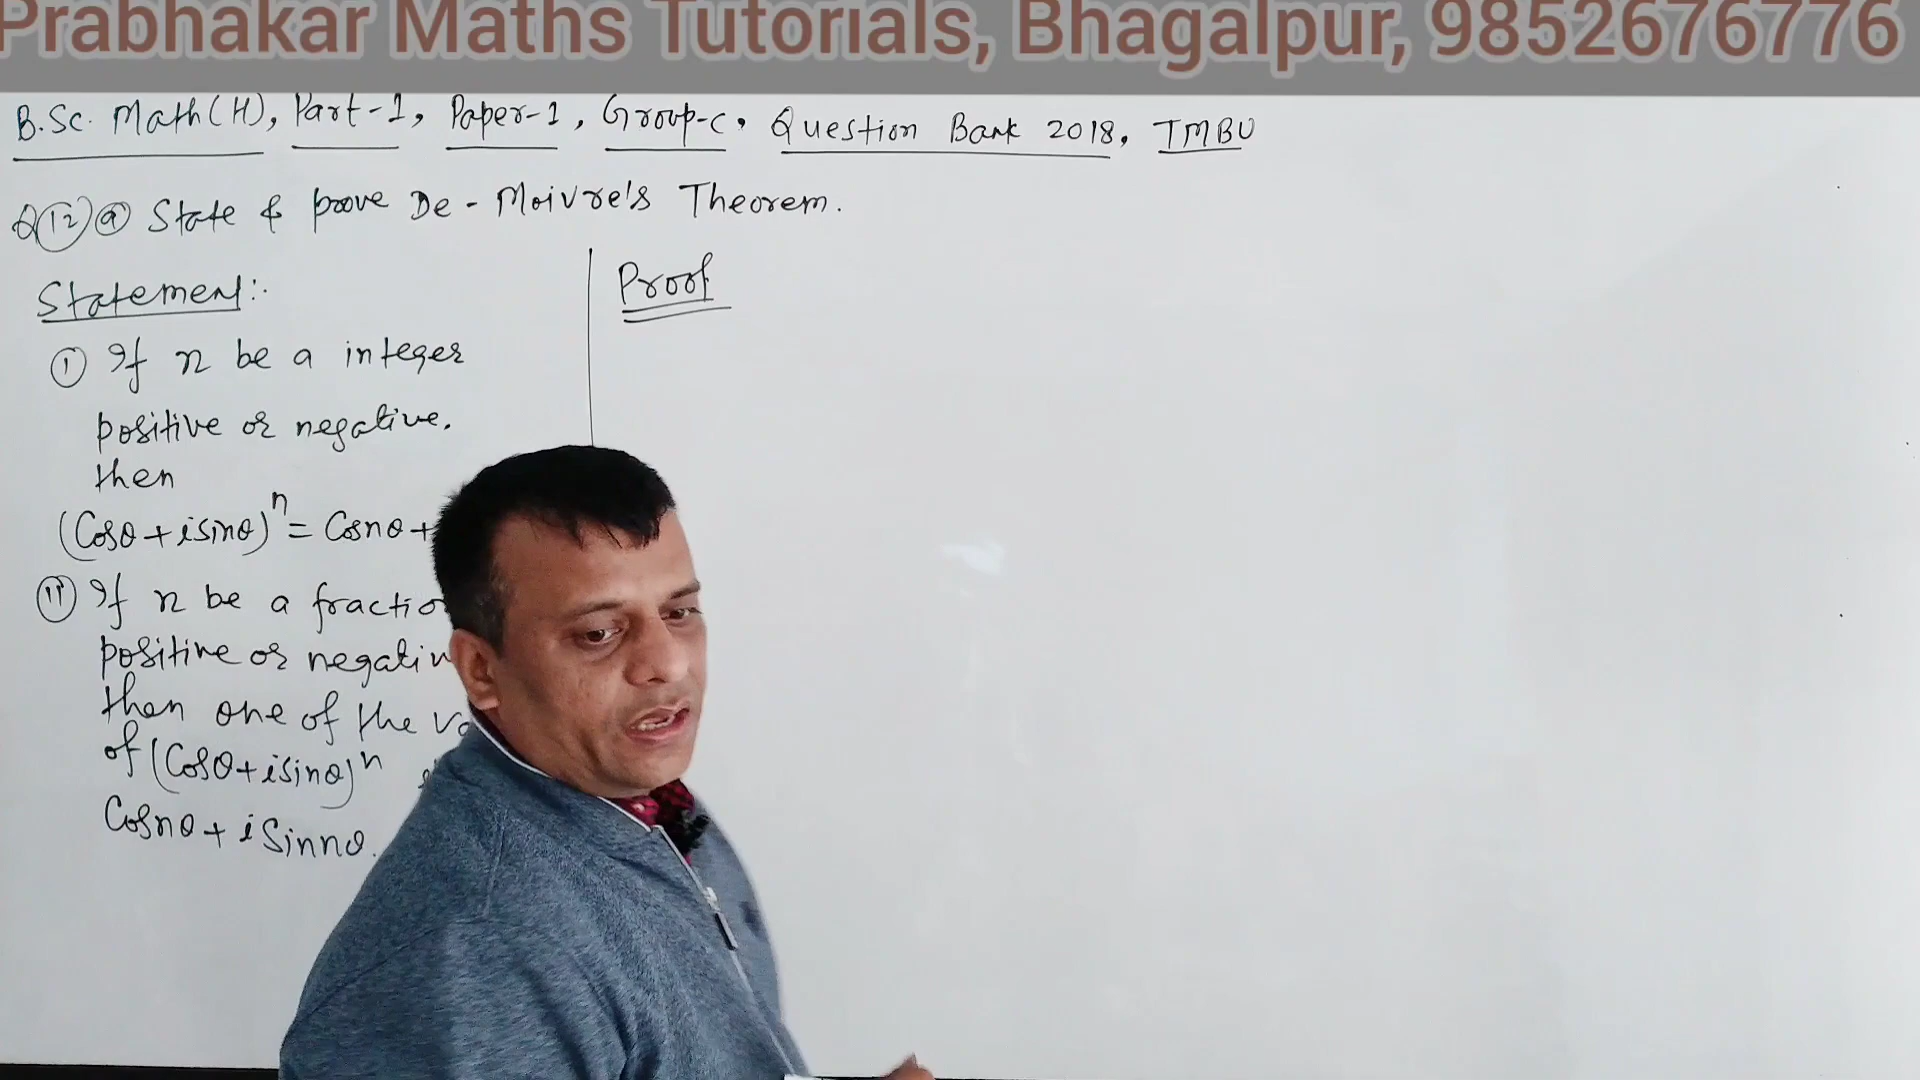 Prabhakar Maths Tutorials, Bhagalpur, 9852676776
B.Sc. Math(H), Part-1, Paper-1, Group-C, Question Bank 2018, TMBU
Q(12)(a) State & prove De-Moivre's Theorem.
Statement:-
(i) If n be a integer
positive or negative.
then
(Cosθ+isinθ)^n = Cosnθ+
(ii) If n be a fractio
positive or negativ
then one of the va
of (Cosθ+isinθ)^n
Cosnθ + i Sinnθ.
Proof